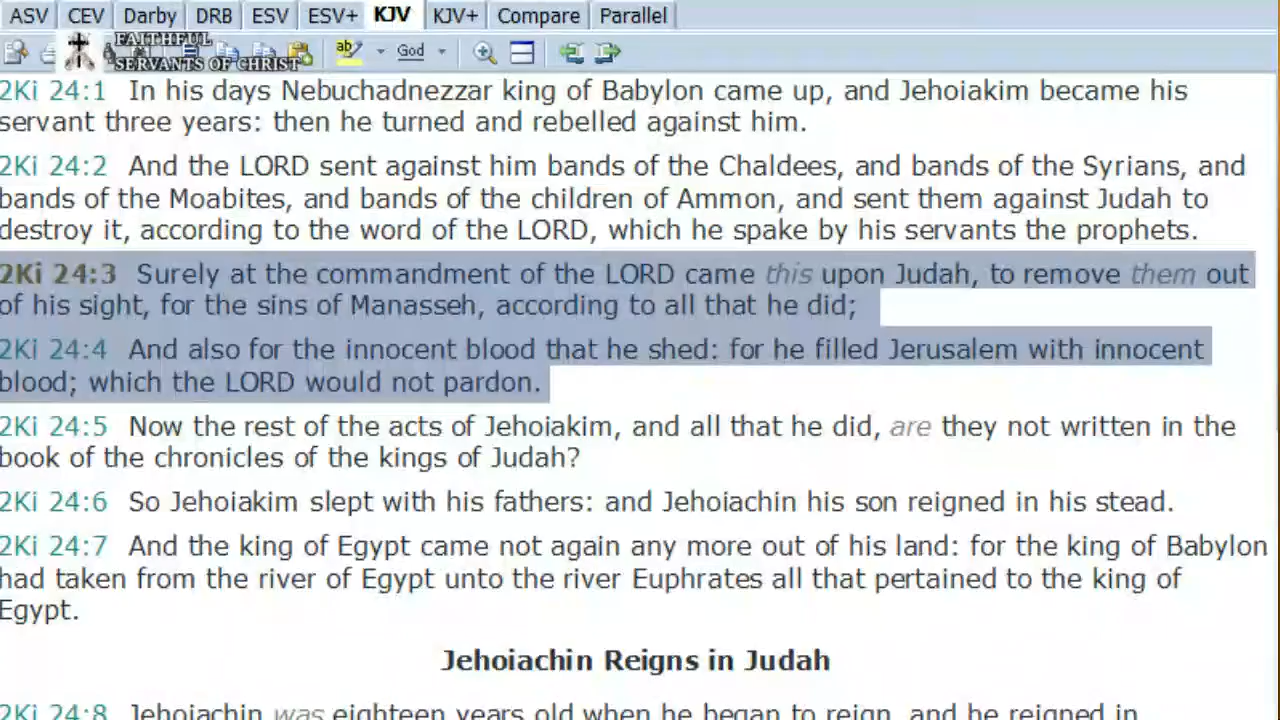 ASV CEV Darby DRB ESV ESV+ KJV KJV+ Compare Parallel
FAITHFUL
SERVANTS OF CHRIST
ab God
2Ki 24:1 In his days Nebuchadnezzar king of Babylon came up, and Jehoiakim became his
servant three years: then he turned and rebelled against him.
2Ki 24:2 And the LORD sent against him bands of the Chaldees, and bands of the Syrians, and
bands of the Moabites, and bands of the children of Ammon, and sent them against Judah to
destroy it, according to the word of the LORD, which he spake by his servants the prophets.
2Ki 24:3 Surely at the commandment of the LORD came this upon Judah, to remove them out
of his sight, for the sins of Manasseh, according to all that he did;
2Ki 24:4 And also for the innocent blood that he shed: for he filled Jerusalem with innocent
blood; which the LORD would not pardon.
2Ki 24:5 Now the rest of the acts of Jehoiakim, and all that he did, are they not written in the
book of the chronicles of the kings of Judah?
2Ki 24:6 So Jehoiakim slept with his fathers: and Jehoiachin his son reigned in his stead.
2Ki 24:7 And the king of Egypt came not again any more out of his land: for the king of Babylon
had taken from the river of Egypt unto the river Euphrates all that pertained to the king of
Egypt.
Jehoiachin Reigns in Judah
2Ki 24:8 Jehoiachin was eighteen years old when he began to reign, and he reigned in